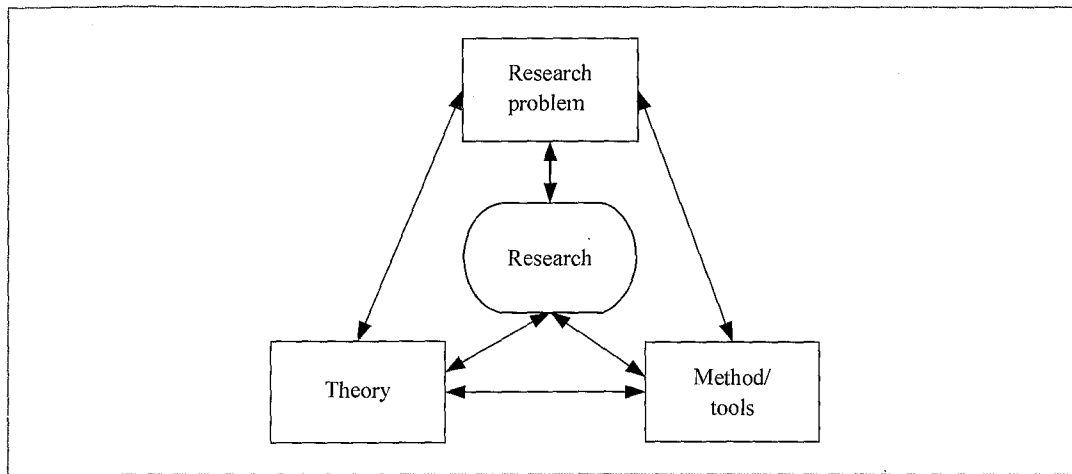 Research
problem
Research
Theory
Method/
tools